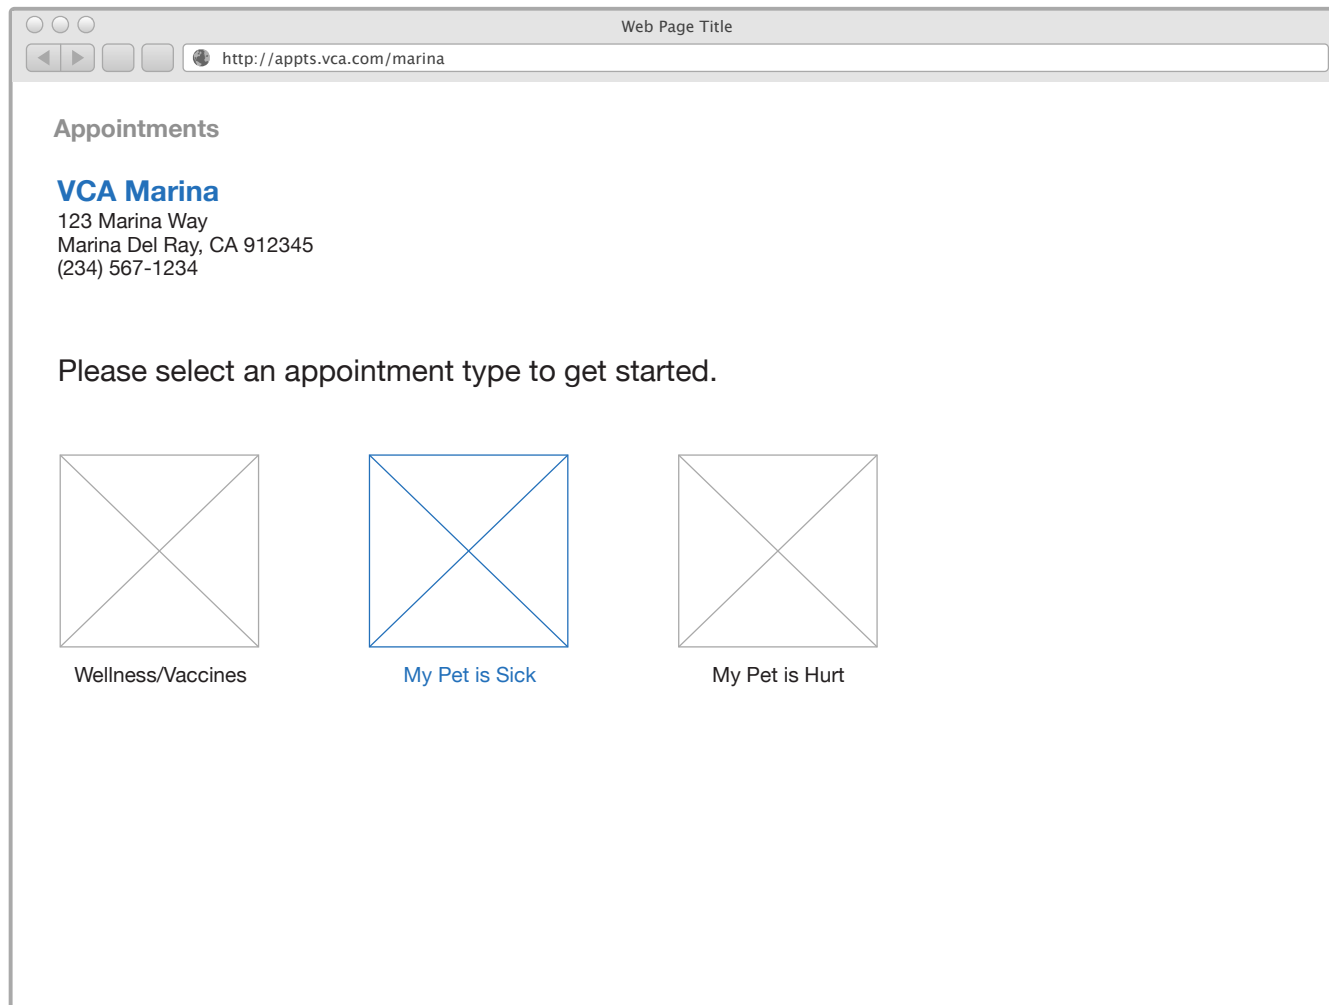 Web Page Title
http://appts.vca.com/marina
Appointments
VCA Marina
123 Marina Way
Marina Del Ray, CA 912345
(234) 567-1234
Please select an appointment type to get started.
Wellness/Vaccines
My Pet is Sick
My Pet is Hurt